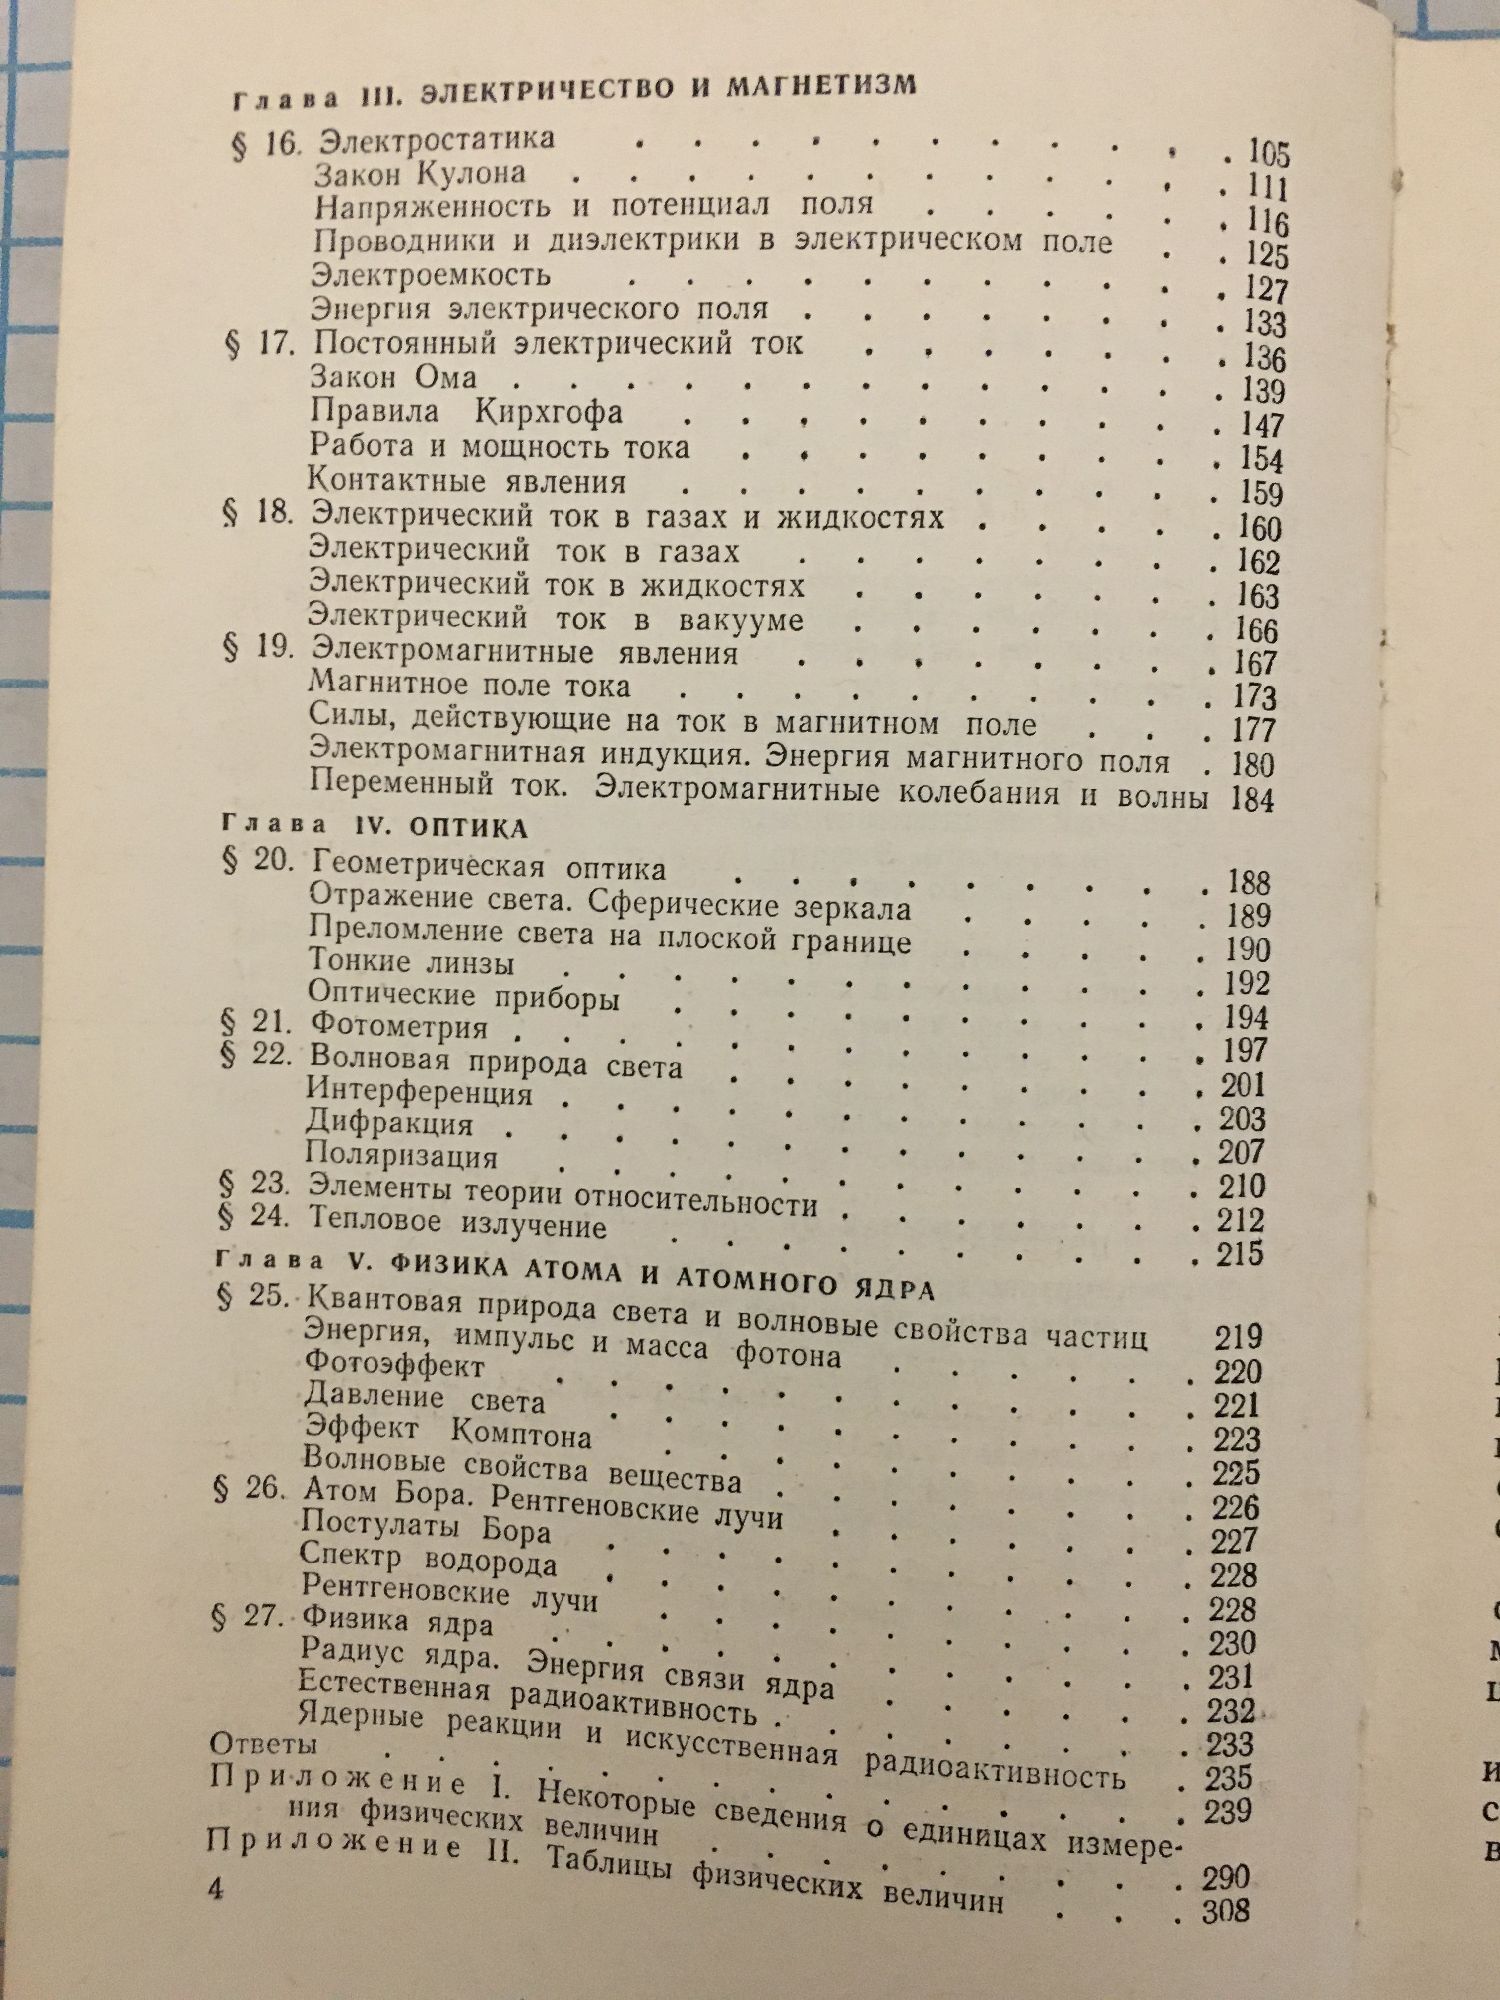 Глава III. ЭЛЕКТРИЧЕСТВО И МАГНЕТИЗМ
§ 16. Электростатика . . . . . . . . . . . 105
Закон Кулона . . . . . . . . . . . . 111
Напряженность и потенциал поля . . . . . . 116
Проводники и диэлектрики в электрическом поле . . 125
Электроемкость . . . . . . . . . . . 127
Энергия электрического поля . . . . . . . . 133
§ 17. Постоянный электрический ток . . . . . . . 136
Закон Ома . . . . . . . . . . . . . 139
Правила Кирхгофа . . . . . . . . . . 147
Работа и мощность тока . . . . . . . . . 154
Контактные явления . . . . . . . . . . 159
§ 18. Электрический ток в газах и жидкостях . . . . . 160
Электрический ток в газах . . . . . . . . 162
Электрический ток в жидкостях . . . . . . . 163
Электрический ток в вакууме . . . . . . . 166
§ 19. Электромагнитные явления . . . . . . . . 167
Магнитное поле тока . . . . . . . . . . 173
Силы, действующие на ток в магнитном поле . . . 177
Электромагнитная индукция. Энергия магнитного поля . 180
Переменный ток. Электромагнитные колебания и волны 184
Глава IV. ОПТИКА
§ 20. Геометрическая оптика . . . . . . . . . 188
Отражение света. Сферические зеркала . . . . . 189
Преломление света на плоской границе . . . . . 190
Тонкие линзы . . . . . . . . . . . . 192
Оптические приборы . . . . . . . . . . 194
§ 21. Фотометрия . . . . . . . . . . . . . 197
§ 22. Волновая природа света . . . . . . . . . 201
Интерференция . . . . . . . . . . . . 203
Дифракция . . . . . . . . . . . . . 207
Поляризация . . . . . . . . . . . . 210
§ 23. Элементы теории относительности . . . . . . . 212
§ 24. Тепловое излучение . . . . . . . . . . 215
Глава V. ФИЗИКА АТОМА И АТОМНОГО ЯДРА
§ 25. Квантовая природа света и волновые свойства частиц 219
Энергия, импульс и масса фотона . . . . . . 220
Фотоэффект . . . . . . . . . . . . 221
Давление света . . . . . . . . . . . 223
Эффект Комптона . . . . . . . . . . 225
Волновые свойства вещества . . . . . . . . 226
§ 26. Атом Бора. Рентгеновские лучи . . . . . . . 227
Постулаты Бора . . . . . . . . . . . 228
Спектр водорода . . . . . . . . . . . 228
Рентгеновские лучи . . . . . . . . . . 230
§ 27. Физика ядра . . . . . . . . . . . . 231
Радиус ядра. Энергия связи ядра . . . . . . 232
Естественная радиоактивность . . . . . . . . 233
Ядерные реакции и искусственная радиоактивность . 235
Ответы . . . . . . . . . . . . . . . 239
Приложение I. Некоторые сведения о единицах измере-
ния физических величин . . . . . . . . . 290
Приложение II. Таблицы физических величин . . . 308
4